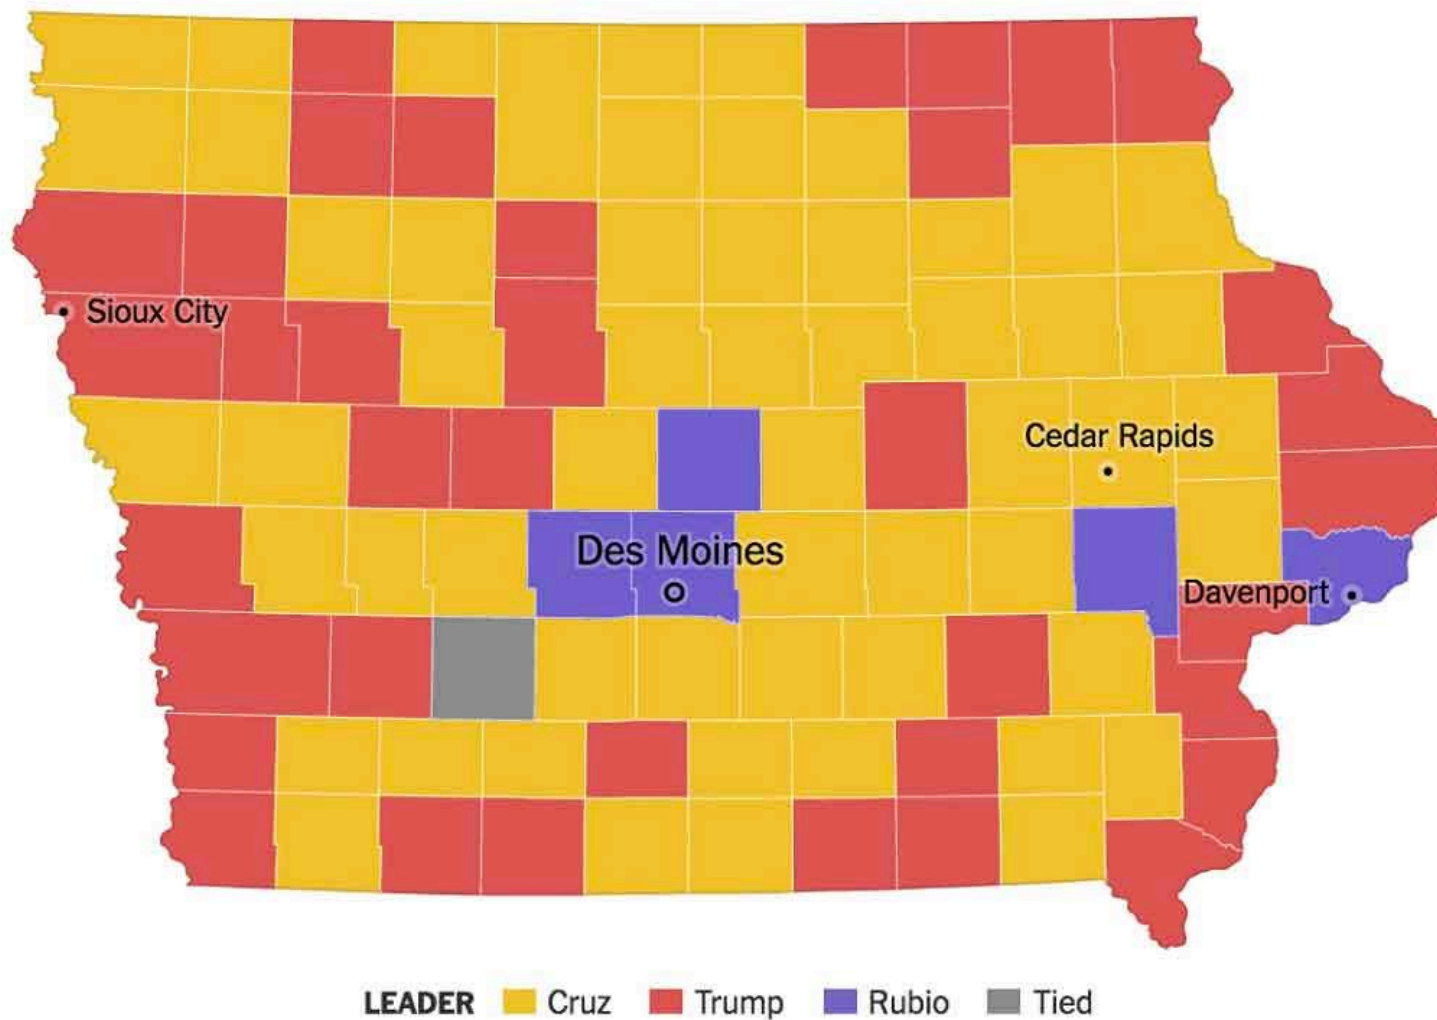 Sioux City
Cedar Rapids
Des Moines
Davenport
LEADER Cruz Trump Rubio Tied